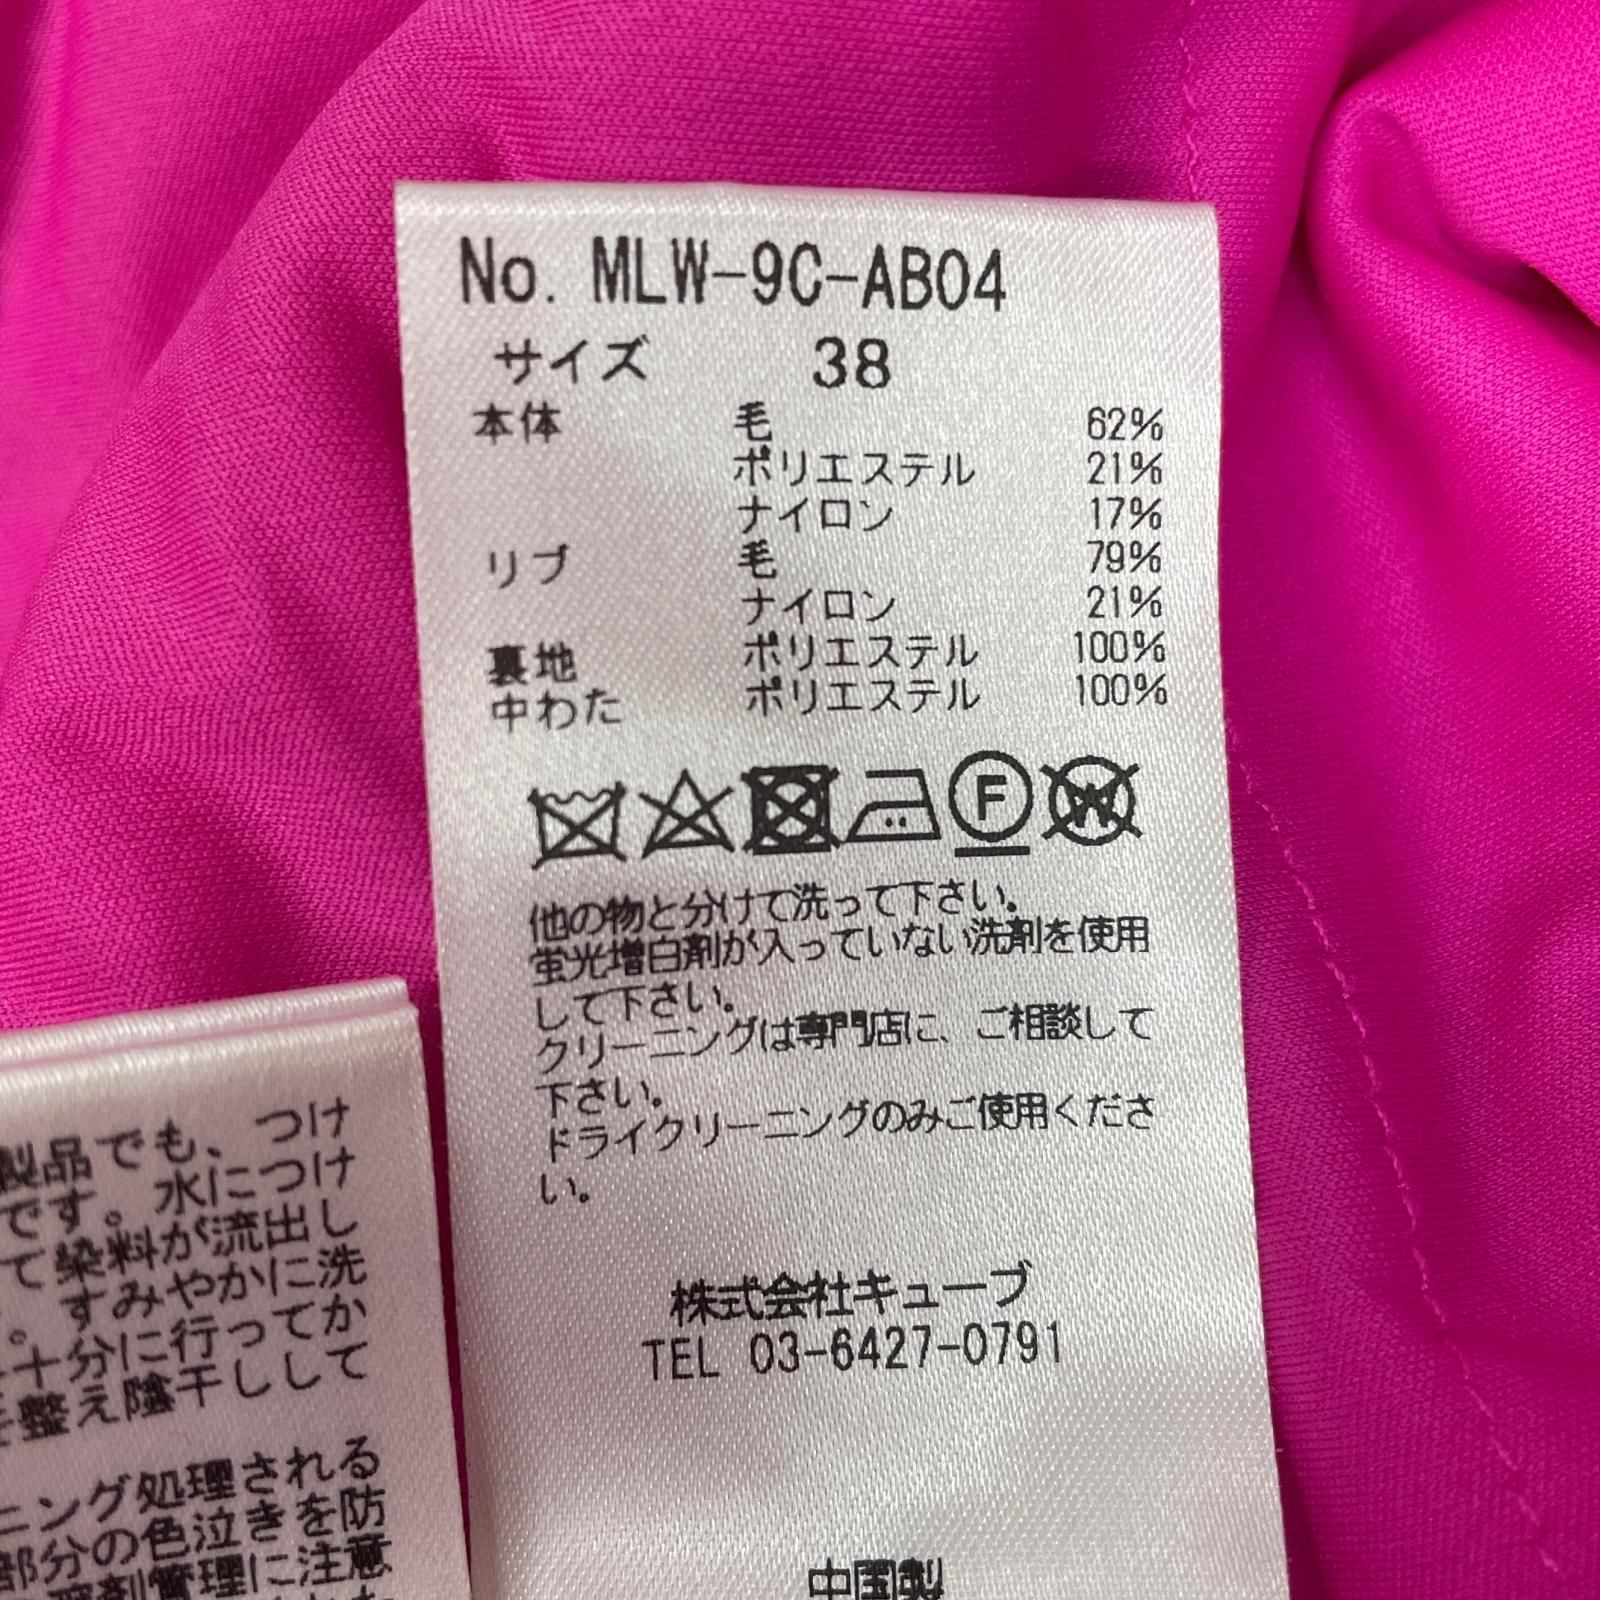 No. MLW-9C-AB04
サイズ 38
本体 毛 62%
ポリエステル 21%
ナイロン 17%
リブ 毛 79%
ナイロン 21%
裏地 ポリエステル 100%
中わた ポリエステル 100%
F W
他の物と分けて洗って下さい。
蛍光増白剤が入っていない洗剤を使用
して下さい。
クリーニングは専門店に、ご相談して
下さい。
ドライクリーニングのみご使用くださ
い。
株式会社キューブ
TEL 03-6427-0791
中国製
製品でも、つけ
です。水につけ
て染料が流出し
。すみやかに洗
十分に行ってか
整え陰干しして
ニング処理される
部分の色泣きを防
溶剤管理に注意